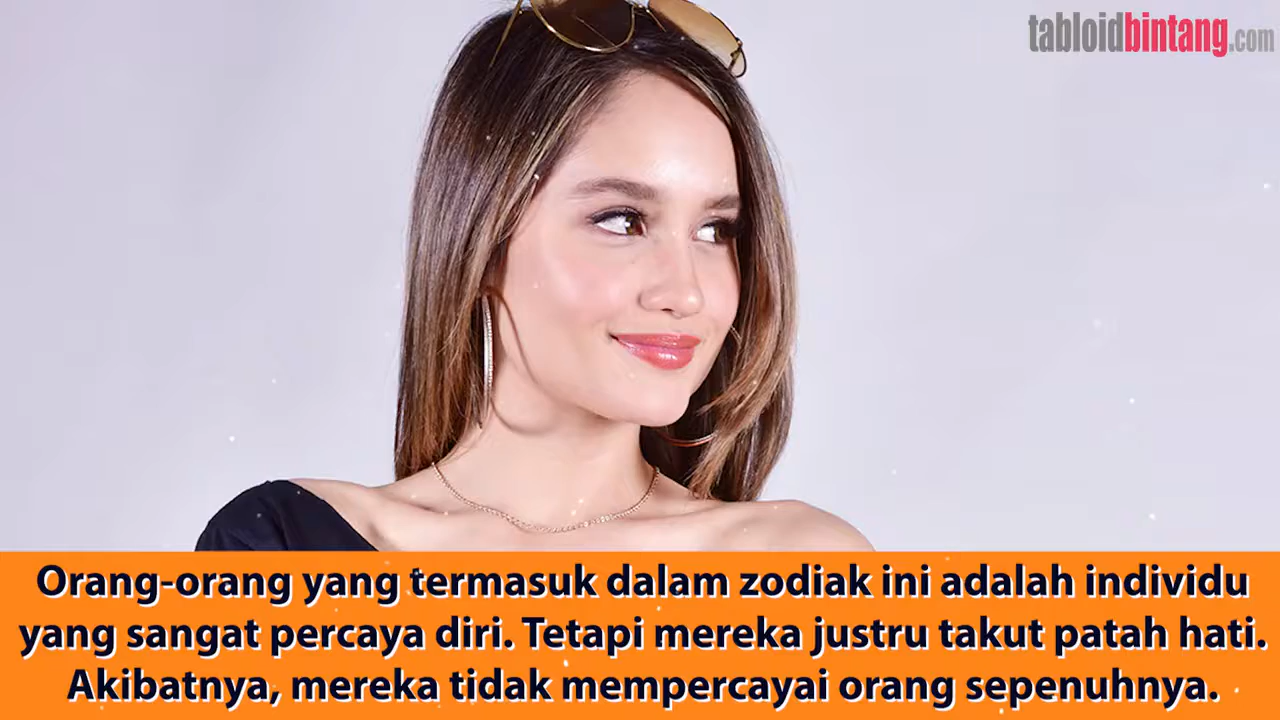 tabloidbintang.com
Orang-orang yang termasuk dalam zodiak ini adalah individu
yang sangat percaya diri. Tetapi mereka justru takut patah hati.
Akibatnya, mereka tidak mempercayai orang sepenuhnya.